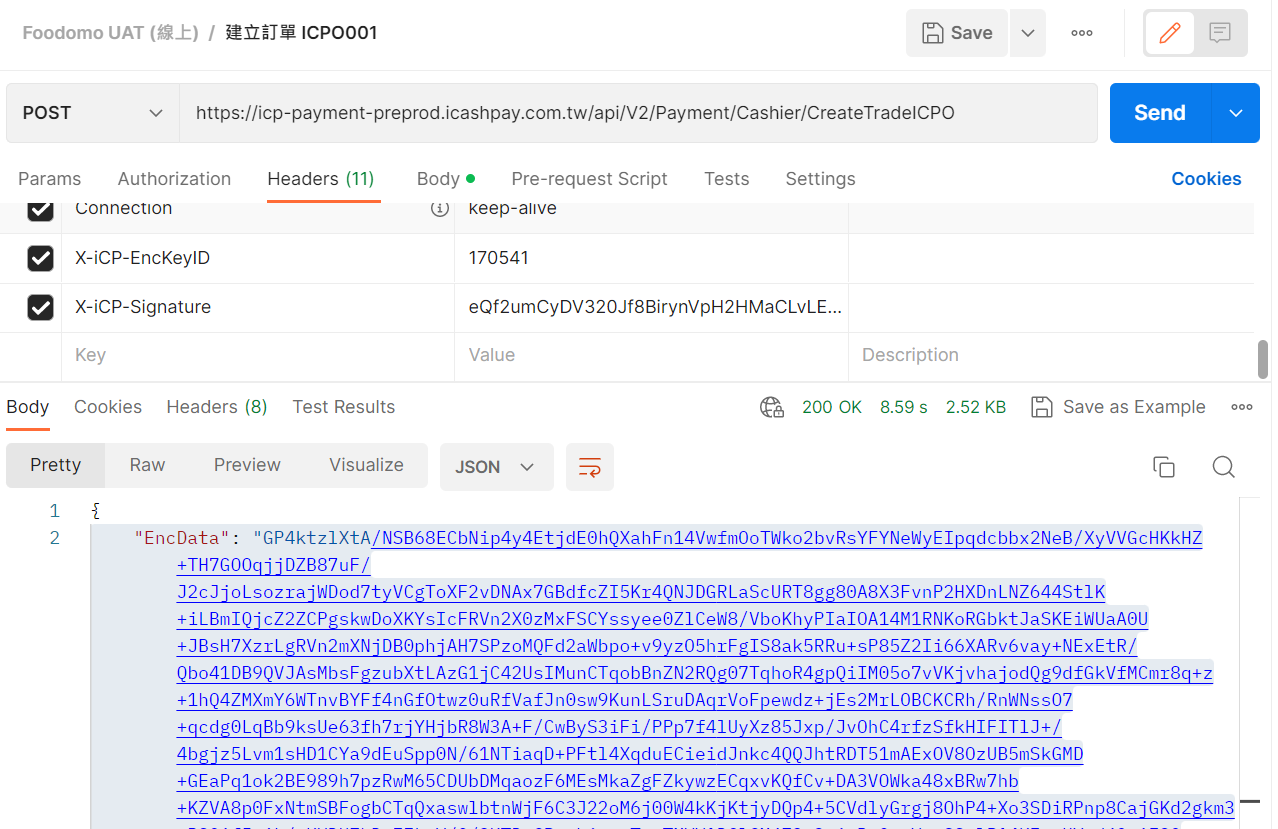 Foodomo UAT (線上) / 建立訂單 ICPO001
Save
POST
https://icp-payment-preprod.icashpay.com.tw/api/V2/Payment/Cashier/CreateTradeICPO
Send
Params Authorization Headers (11) Body Pre-request Script Tests Settings Cookies
Connection keep-alive
X-iCP-EncKeyID 170541
X-iCP-Signature eQf2umCyDV320Jf8BirynVpH2HMaCLvLE...
Key Value Description
Body Cookies Headers (8) Test Results 200 OK 8.59 s 2.52 KB Save as Example
Pretty Raw Preview Visualize JSON
1 {
2 "EncData": "GP4ktzlXtA/NSB68ECbNip4y4EtjdE0hQXahFn14VwfmOoTWko2bvRsYFYNeWyEIpqdcbbx2NeB/XyVVGcHKkHZ
+TH7GOOqjjDZB87uF/
J2cJjoLsozrajWDod7tyVCgToXF2vDNAx7GBdfcZI5Kr4QNJDGRLaScURT8gg80A8X3FvnP2HXDnLNZ644StlK
+iLBmIQjcZ2ZCPgskwDoXKYsIcFRVn2X0zMxFSCYssyee0ZlCeW8/VboKhyPIaIOA14M1RNKoRGbktJaSKEiWUaA0U
+JBsH7XzrLgRVn2mXNjDB0phjAH7SPzoMQFd2aWbpo+v9yzO5hrFgIS8ak5RRu+sP85Z2Ii66XARv6vay+NExEtR/
Qbo41DB9QVJAsMbsFgzubXtLAzG1jC42UsIMunCTqobBnZN2RQg07TqhoR4gpQiIM05o7vVKjvhajodQg9dfGkVfMCmr8q+z
+1hQ4ZMXmY6WTnvBYFf4nGfOtwz0uRfVafJn0sw9KunLSruDAqrVoFpewdz+jEs2MrLOBCKCRh/RnWNssO7
+qcdg0LqBb9ksUe63fh7rjYHjbR8W3A+F/CwByS3iFi/PPp7f4lUyXz85Jxp/JvOhC4rfzSfkHIFITlJ+/
4bgjz5Lvm1sHD1CYa9dEuSpp0N/61NTiaqD+PFtl4XqduECieidJnkc4QQJhtRDT51mAExOV8OzUB5mSkGMD
+GEaPq1ok2BE989h7pzRwM65CDUbDMqaozF6MEsMkaZgFZkywzECqxvKQfCv+DA3VOWka48xBRw7hb
+KZVA8p0FxNtmSBFogbCTqQxaswlbtnWjF6C3J22oM6j00W4kKjKtjyDQp4+5CVdlyGrgj8OhP4+Xo3SDiRPnp8CajGKd2gkm3